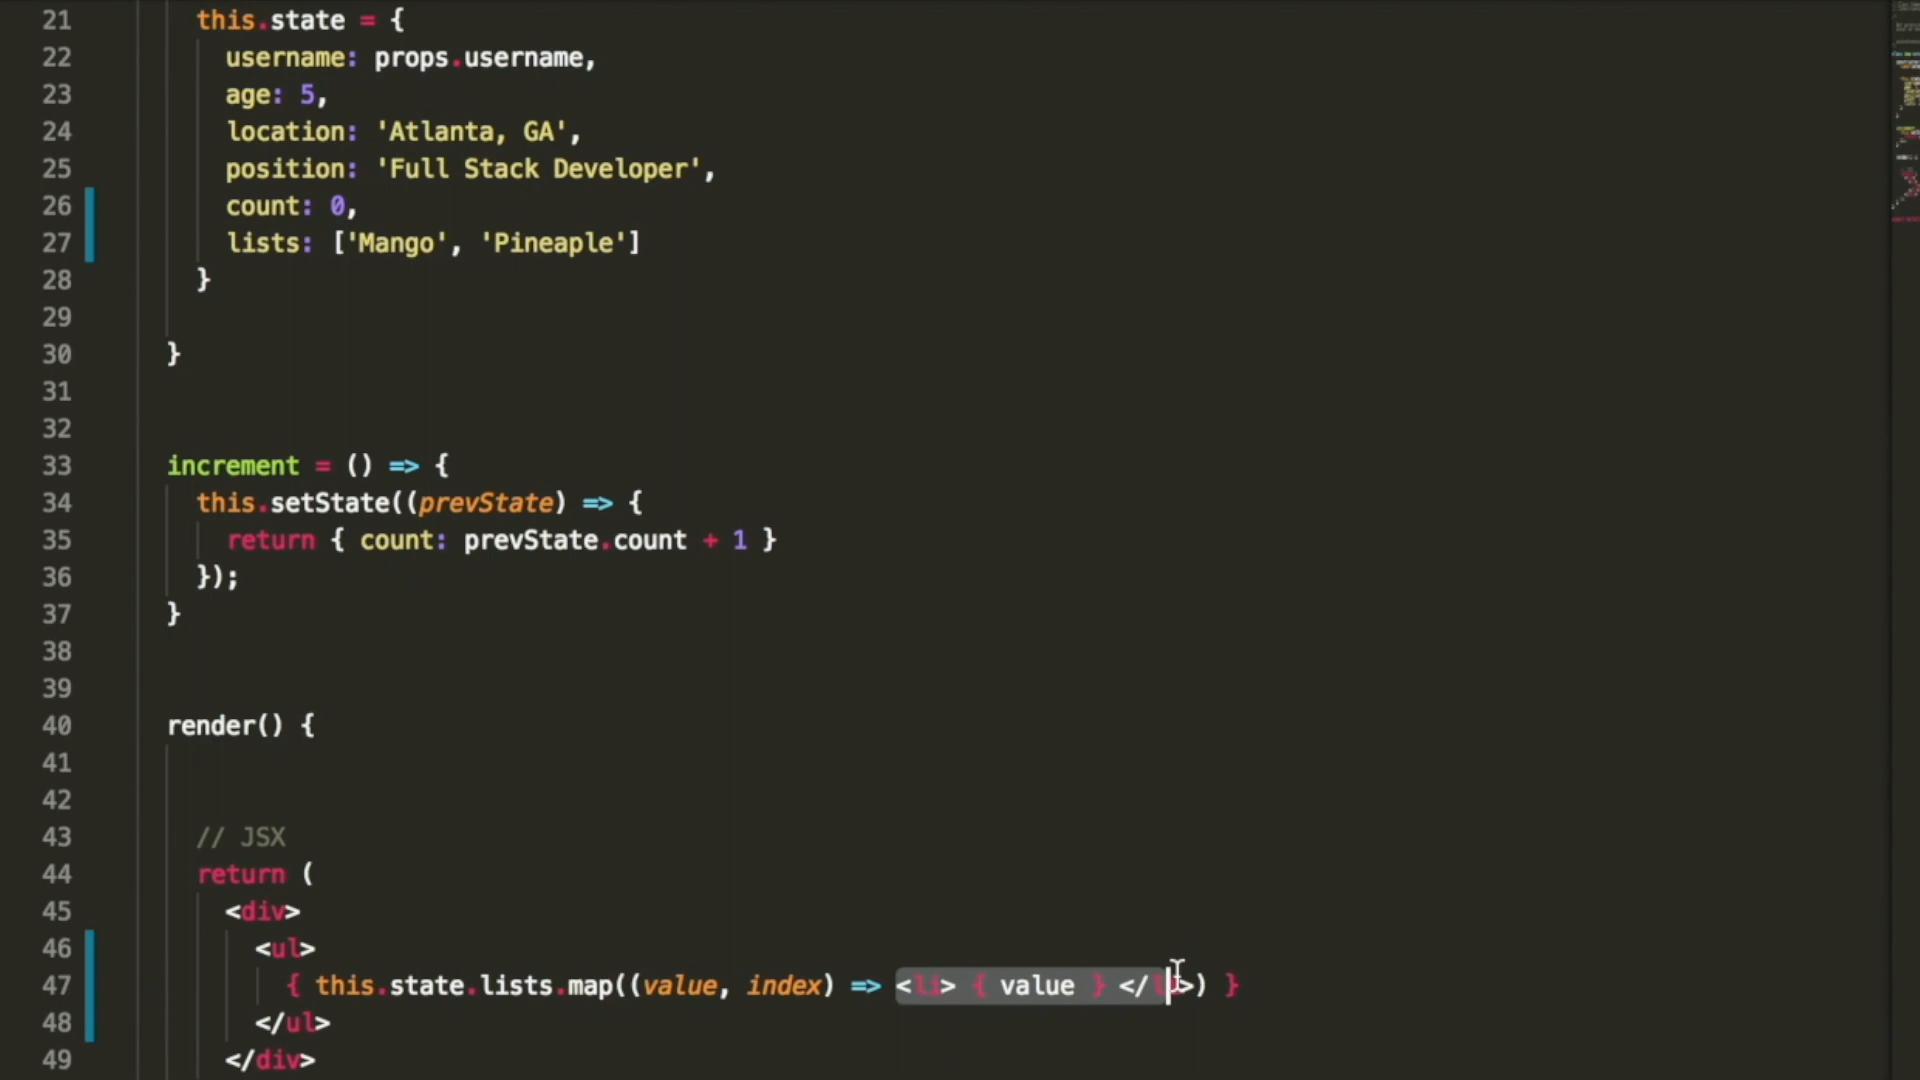 21 this.state = {
22 username: props.username,
23 age: 5,
24 location: 'Atlanta, GA',
25 position: 'Full Stack Developer',
26 count: 0,
27 lists: ['Mango', 'Pineaple']
28 }
29
30 }
31
32
33 increment = () => {
34 this.setState((prevState) => {
35 return { count: prevState.count + 1 }
36 });
37 }
38
39
40 render() {
41
42
43 // JSX
44 return (
45 <div>
46 <ul>
47 { this.state.lists.map((value, index) => <li> { value } </li>) }
48 </ul>
49 </div>